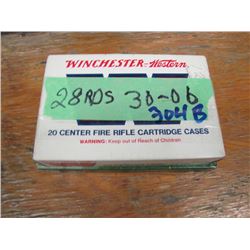 WINCHESTER-Western
28 RDS 30-06
304B
20 CENTER FIRE RIFLE CARTRIDGE CASES
WARNING: Keep out of Reach of Children